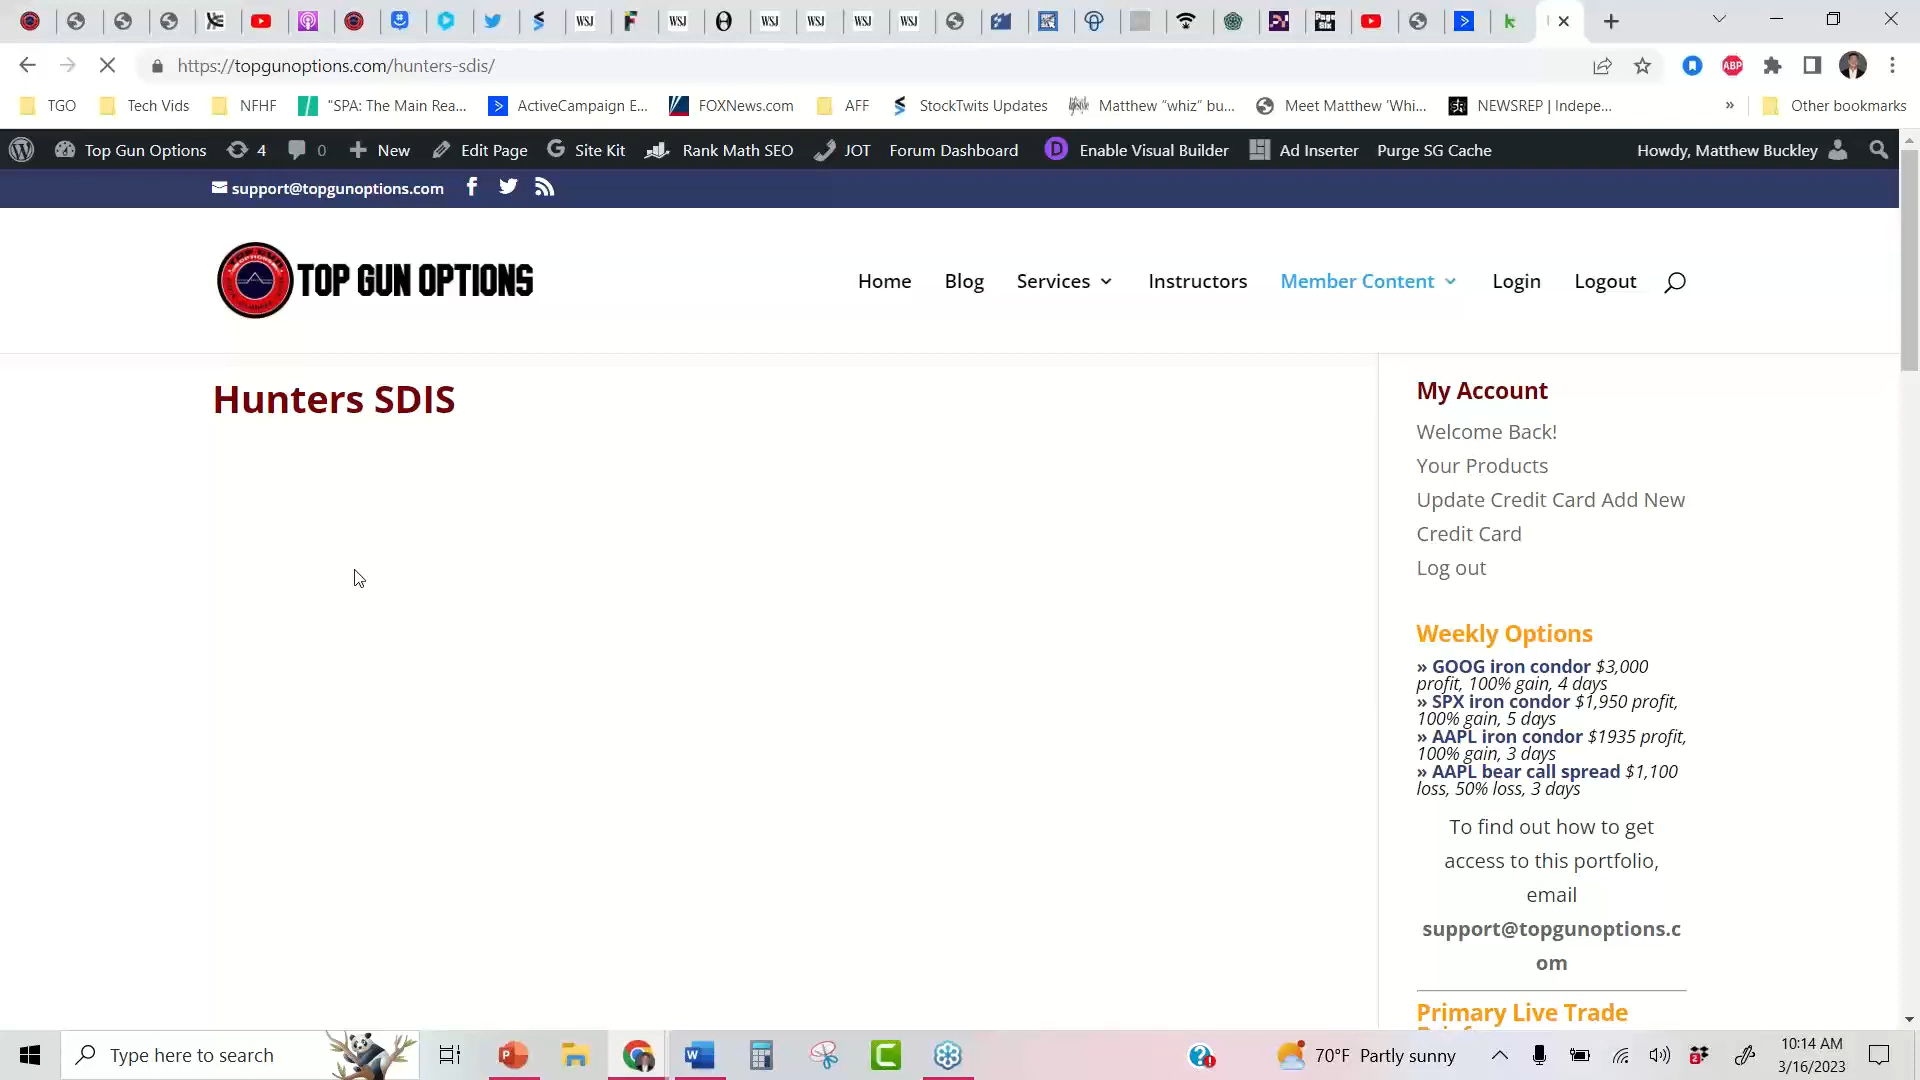 https://topgunoptions.com/hunters-sdis/
TGO
Tech Vids
NFHF
"SPA: The Main Rea...
ActiveCampaign E...
FOXNews.com
AFF
StockTwits Updates
Matthew "whiz" bu...
Meet Matthew 'Whi...
NEWSREP | Indepe...
»
Other bookmarks
Top Gun Options
4
0
New
Edit Page
Site Kit
Rank Math SEO
JOT
Forum Dashboard
Enable Visual Builder
Ad Inserter
Purge SG Cache
Howdy, Matthew Buckley
support@topgunoptions.com
TOP GUN OPTIONS
Home
Blog
Services
Instructors
Member Content
Login
Logout
Hunters SDIS
My Account
Welcome Back!
Your Products
Update Credit Card Add New
Credit Card
Log out
Weekly Options
» GOOG iron condor $3,000
profit, 100% gain, 4 days
» SPX iron condor $1,950 profit,
100% gain, 5 days
» AAPL iron condor $1935 profit,
100% gain, 3 days
» AAPL bear call spread $1,100
loss, 50% loss, 3 days
To find out how to get
access to this portfolio,
email
support@topgunoptions.c
om
Primary Live Trade
Type here to search
70°F Partly sunny
10:14 AM
3/16/2023